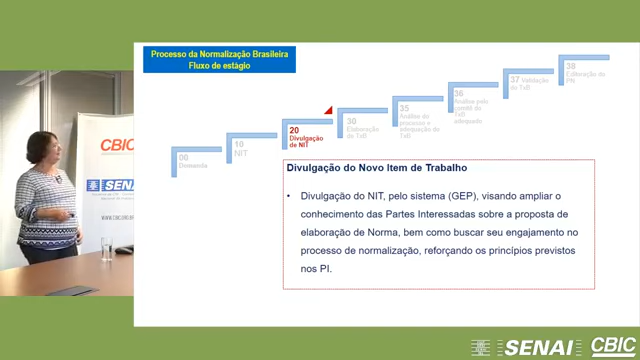 Processo da Normalização Brasileira
Fluxo de estágio
38
Editoração do
PN
37 Validação
do TxB
36
Análise pelo
comitê do
TxB
adequado
35
Análise do
processo e
adequação do
TxB
30
Elaboração do
TxB
20
Divulgação
de NIT
10
NIT
00
Demanda
Divulgação do Novo Item de Trabalho
• Divulgação do NIT, pelo sistema (GEP), visando ampliar o
conhecimento das Partes Interessadas sobre a proposta de
elaboração de Norma, bem como buscar seu engajamento no
processo de normalização, reforçando os princípios previstos
nos PI.
CBIC
SENAI
SENAI
CBIC